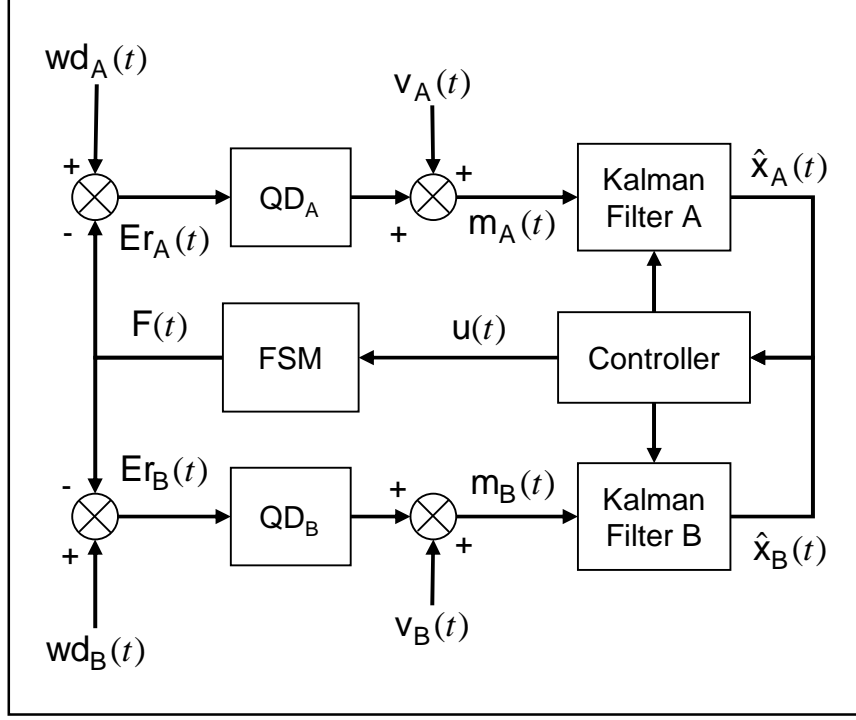 wd_A(t)
v_A(t)
+
-
Er_A(t)
QD_A
+
+
m_A(t)
Kalman
Filter A
x̂_A(t)
F(t)
FSM
u(t)
Controller
-
+
Er_B(t)
QD_B
+
+
m_B(t)
Kalman
Filter B
x̂_B(t)
wd_B(t)
v_B(t)